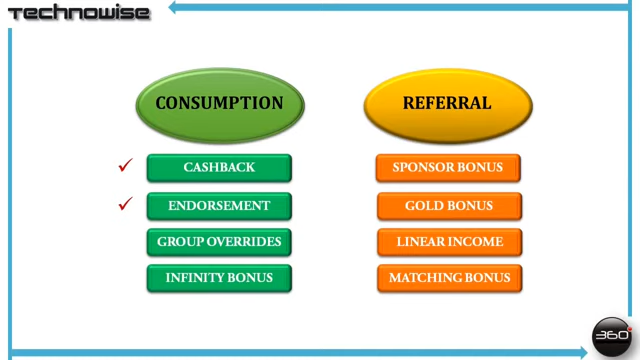 TECHNOWISE
CONSUMPTION
REFERRAL
CASHBACK
SPONSOR BONUS
ENDORSEMENT
GOLD BONUS
GROUP OVERRIDES
LINEAR INCOME
INFINITY BONUS
MATCHING BONUS
360°